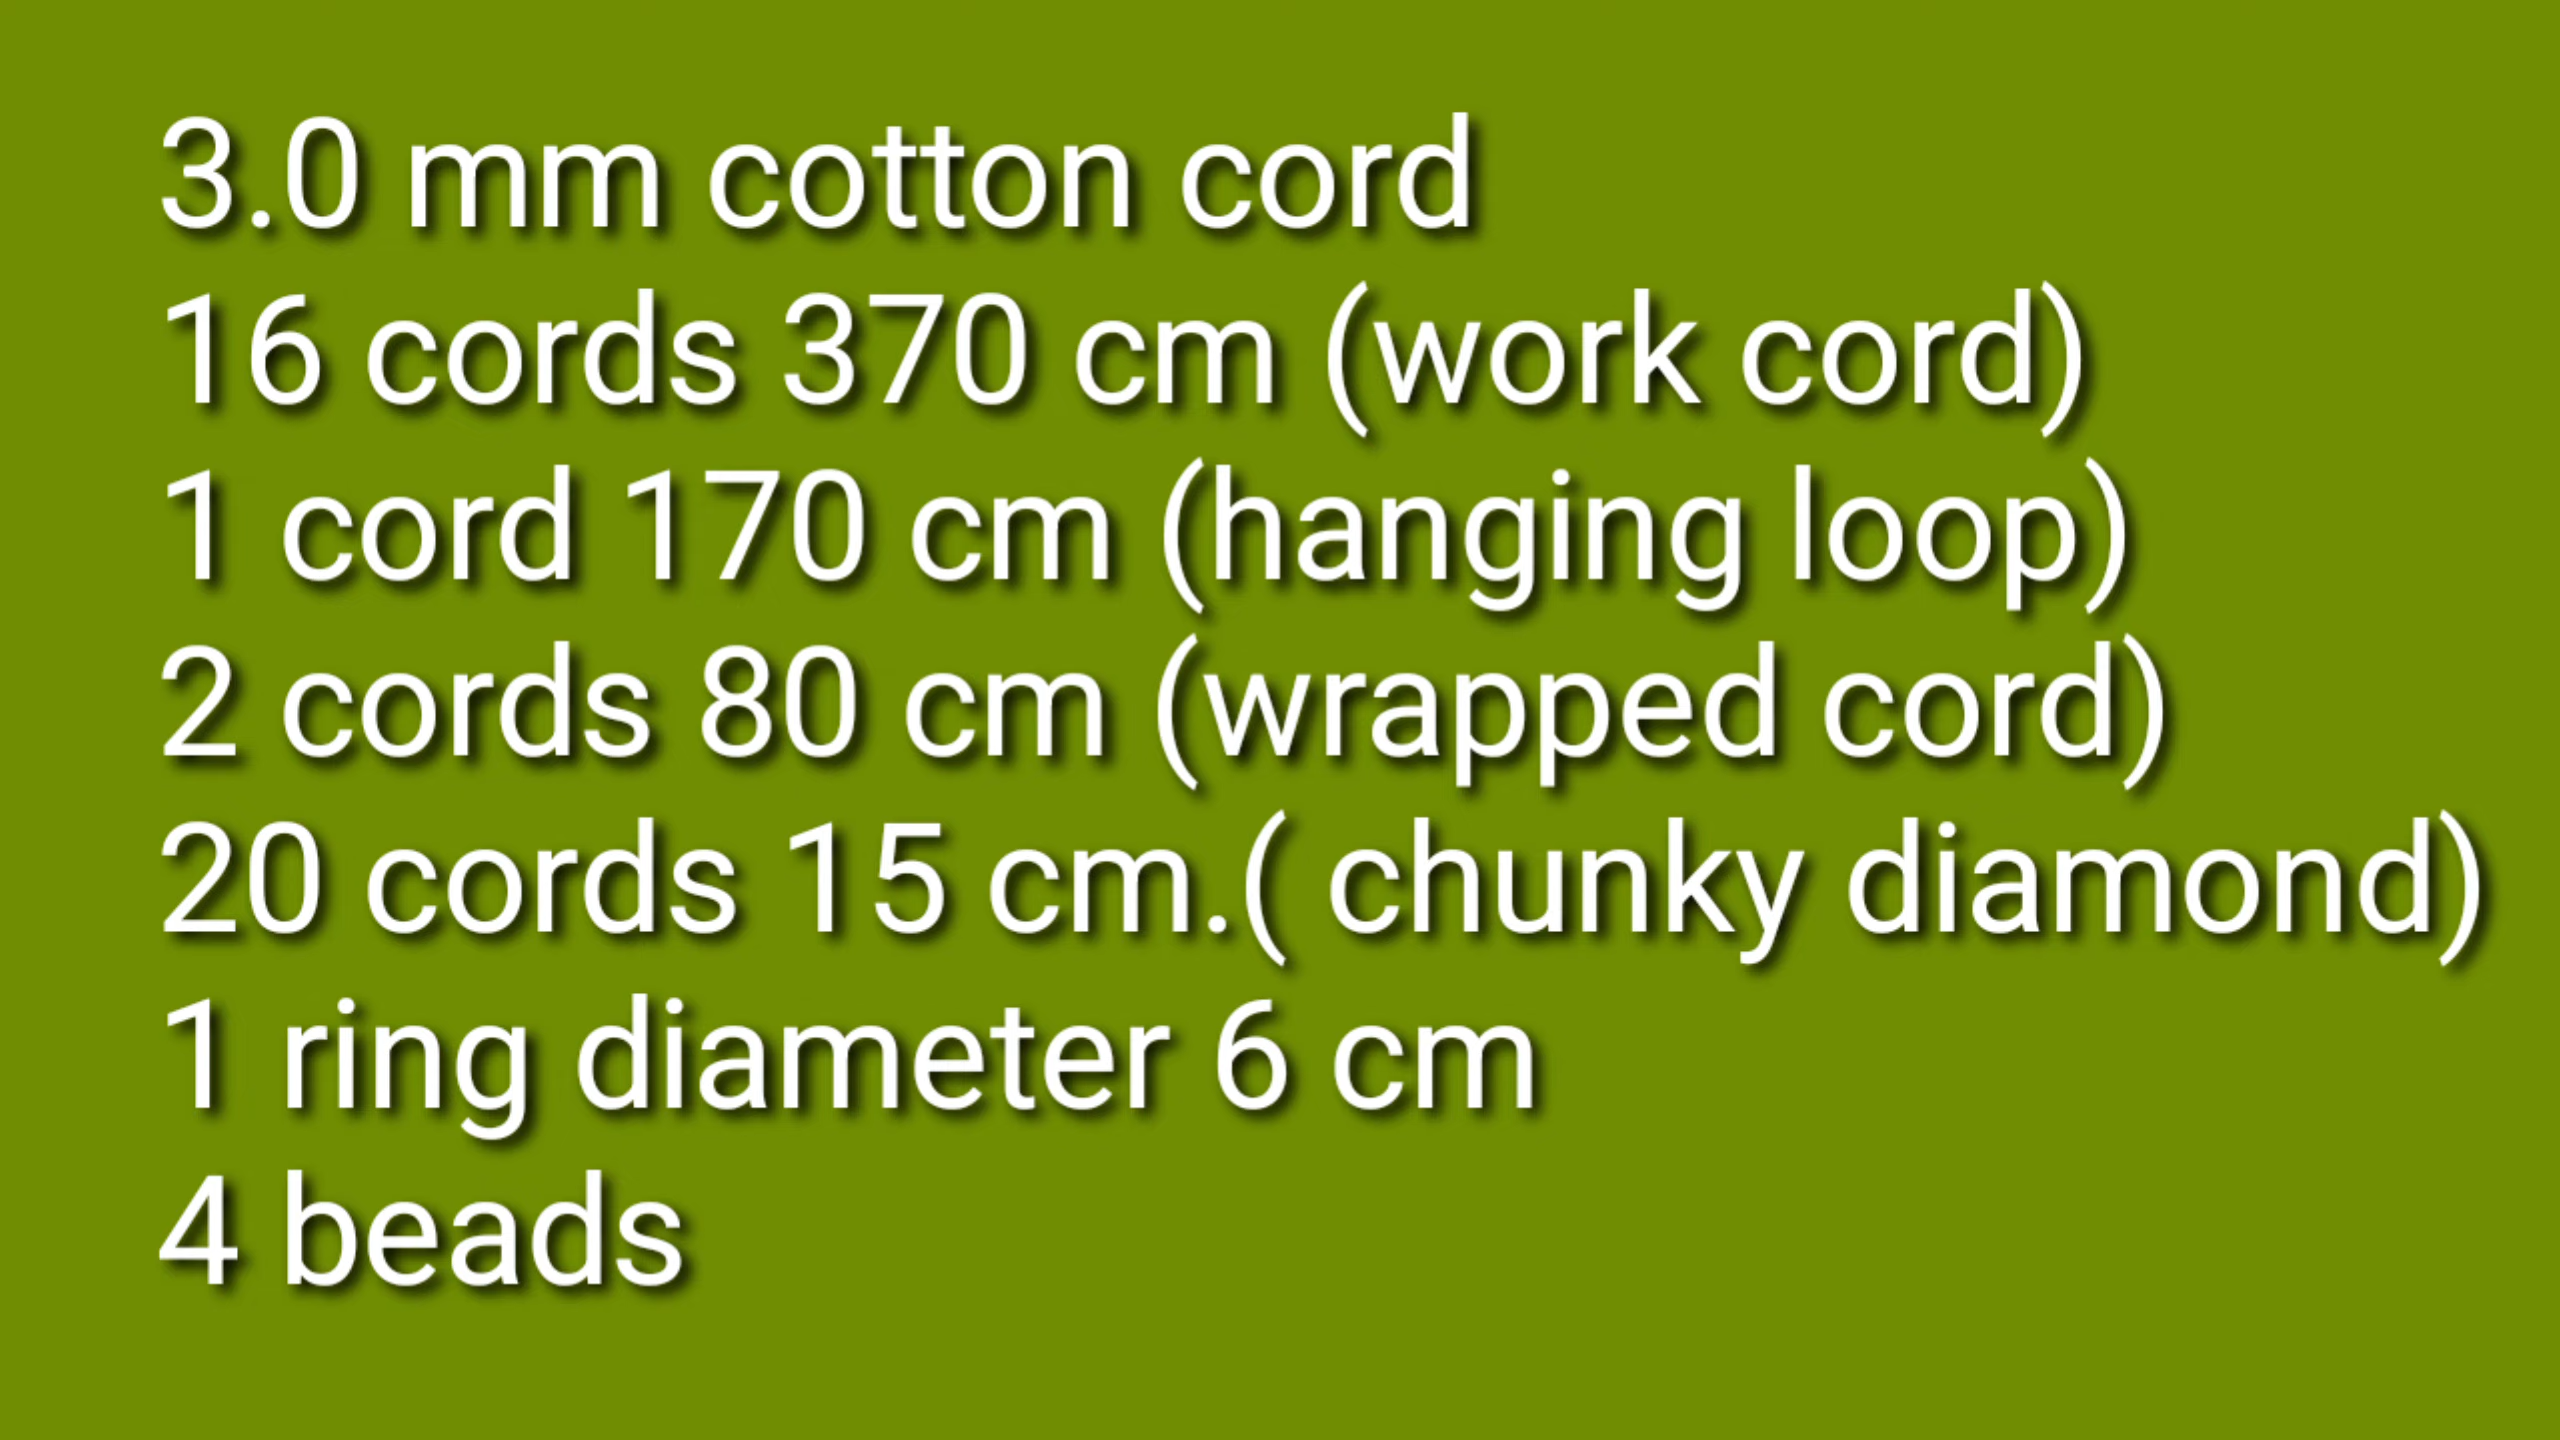 3.0 mm cotton cord
16 cords 370 cm (work cord)
1 cord 170 cm (hanging loop)
2 cords 80 cm (wrapped cord)
20 cords 15 cm.( chunky diamond)
1 ring diameter 6 cm
4 beads